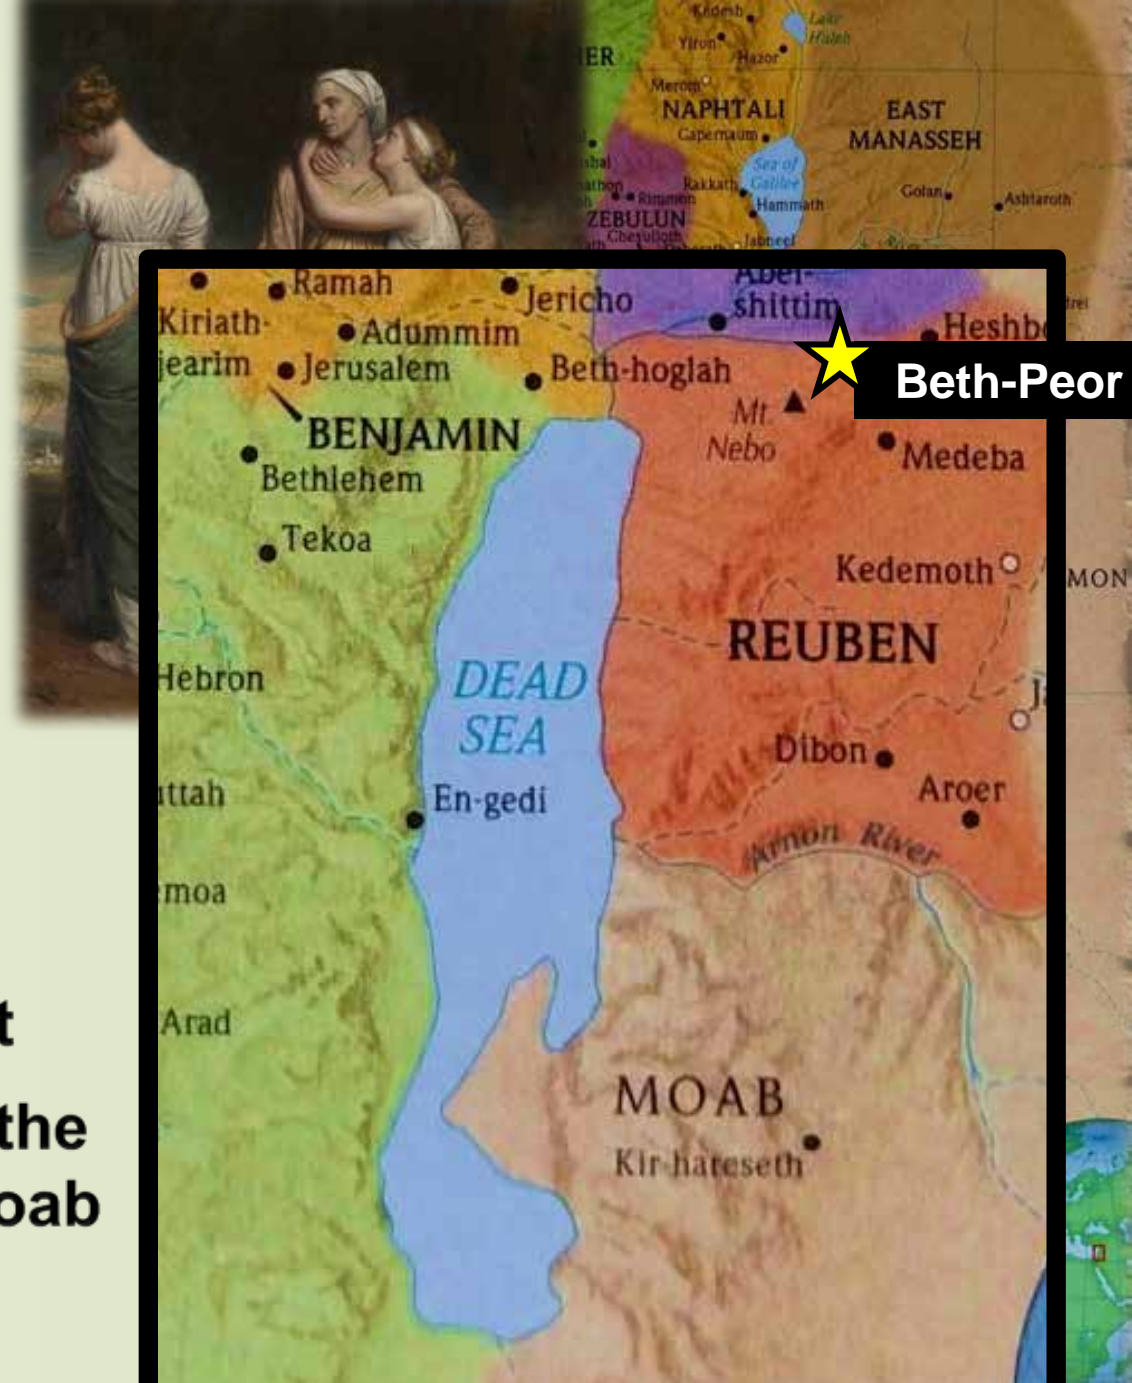 Kedesh
Lake
Huleh
Yiron
Hazor
HER
Merom
NAPHTALI
EAST
MANASSEH
Capernaum
Sea of
Galilee
Rakkath
Hammath
Golan
Ashtaroth
Rimmon
ZEBULUN
Jabneel
Abel-
shittim
Ramah
Jericho
Kiriath-
jearim
Adummim
Heshbo
Jerusalem
Beth-hoglah
Beth-Peor
Mt.
Nebo
BENJAMIN
Medeba
Bethlehem
Tekoa
Kedemoth
MON
REUBEN
Hebron
DEAD
SEA
Dibon
uttah
En-gedi
Aroer
Arnon River
emoa
Arad
t
the
oab
MOAB
Kir-hareseth